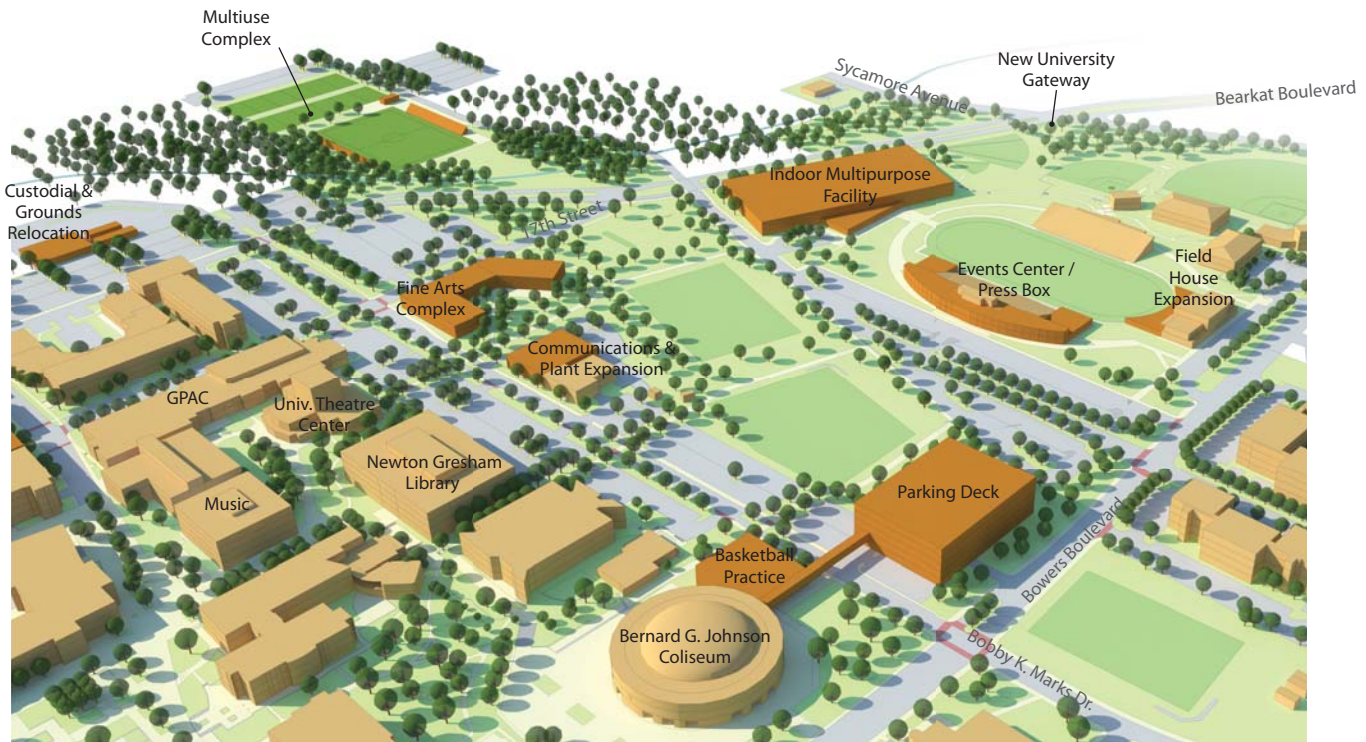 Multiuse
Complex
New University
Gateway
Sycamore Avenue
Bearkat Boulevard
Custodial &
Grounds
Relocation
17th Street
Indoor Multipurpose
Facility
Fine Arts
Complex
Events Center /
Press Box
Field
House
Expansion
Communications &
Plant Expansion
GPAC
Univ. Theatre
Center
Newton Gresham
Library
Music
Parking Deck
Basketball
Practice
Bowers Boulevard
Bernard G. Johnson
Coliseum
Bobby K. Marks Dr.